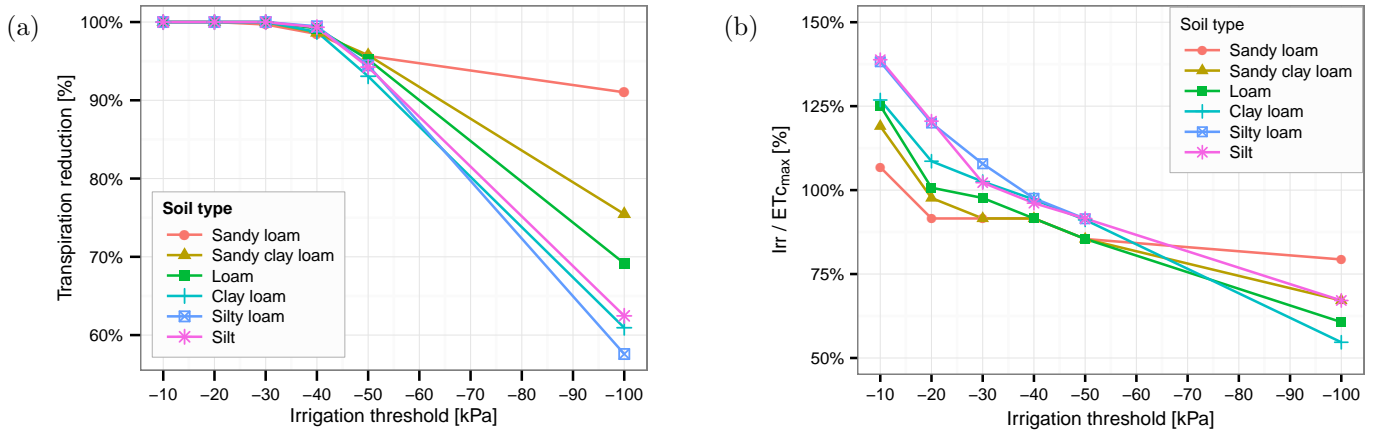 (a)
Transpiration reduction [%]
100%
90%
80%
70%
60%
Soil type
Sandy loam
Sandy clay loam
Loam
Clay loam
Silty loam
Silt
−10 −20 −30 −40 −50 −60 −70 −80 −90 −100
Irrigation threshold [kPa]
(b)
Irr / ETcmax [%]
150%
125%
100%
75%
50%
Soil type
Sandy loam
Sandy clay loam
Loam
Clay loam
Silty loam
Silt
−10 −20 −30 −40 −50 −60 −70 −80 −90 −100
Irrigation threshold [kPa]